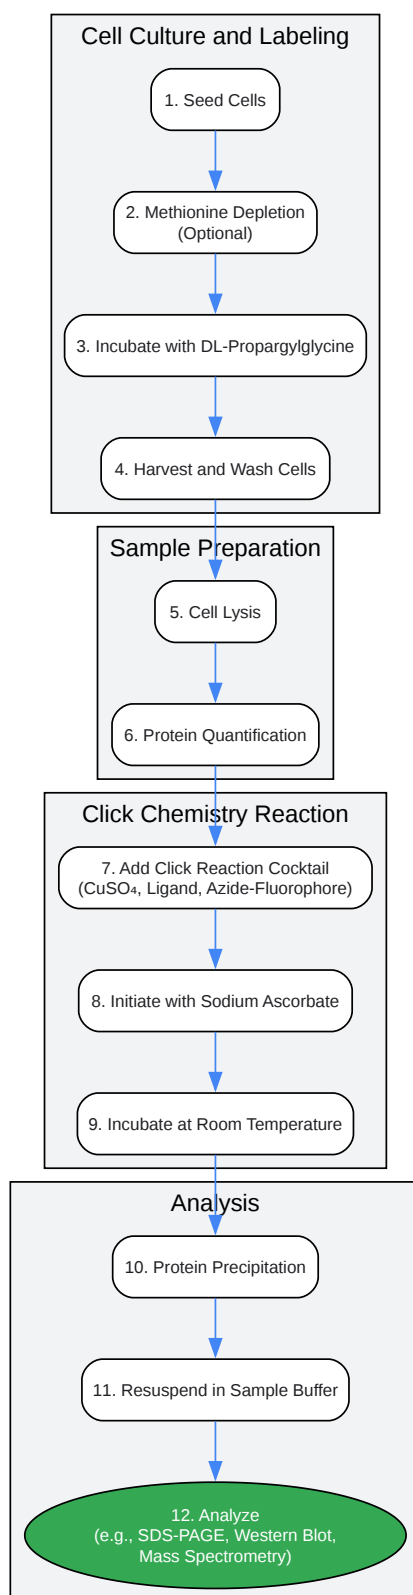 Cell Culture and Labeling
1. Seed Cells
2. Methionine Depletion
(Optional)
3. Incubate with DL-Propargylglycine
4. Harvest and Wash Cells
Sample Preparation
5. Cell Lysis
6. Protein Quantification
Click Chemistry Reaction
7. Add Click Reaction Cocktail
(CuSO₄, Ligand, Azide-Fluorophore)
8. Initiate with Sodium Ascorbate
9. Incubate at Room Temperature
Analysis
10. Protein Precipitation
11. Resuspend in Sample Buffer
12. Analyze
(e.g., SDS-PAGE, Western Blot,
Mass Spectrometry)